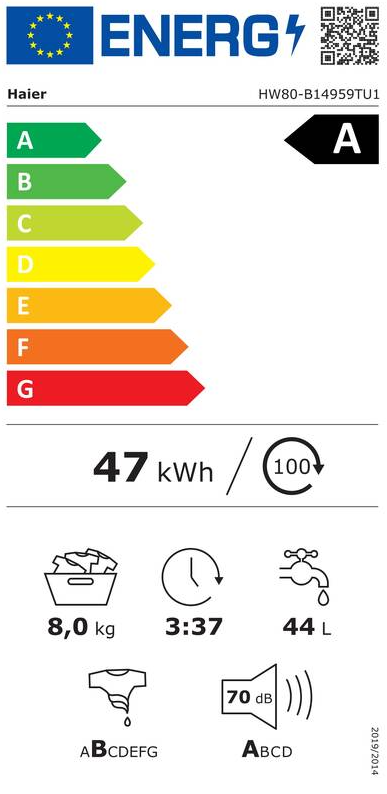 ENERG
Haier HW80-B14959TU1
A
A
B
C
D
E
F
G
47 kWh / 100
8,0 kg 3:37 44 L
70 dB
ABCDEFG ABCD
2019/2014